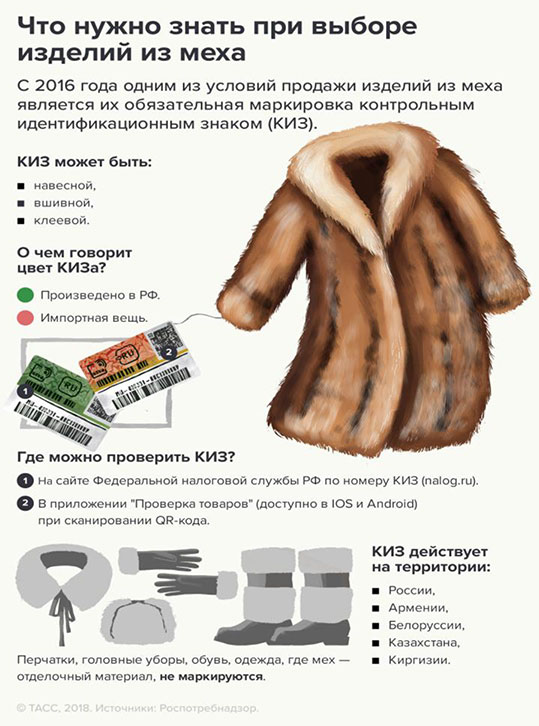 Что нужно знать при выборе
изделий из меха
С 2016 года одним из условий продажи изделий из меха
является их обязательная маркировка контрольным
идентификационным знаком (КИЗ).
КИЗ может быть:
навесной,
вшивной,
клеевой.
О чем говорит
цвет КИЗа?
Произведено в РФ.
Импортная вещь.
2
1
Где можно проверить КИЗ?
1 На сайте Федеральной налоговой службы РФ по номеру КИЗ (nalog.ru).
2 В приложении "Проверка товаров" (доступно в IOS и Android)
при сканировании QR-кода.
КИЗ действует
на территории:
России,
Армении,
Белоруссии,
Казахстана,
Киргизии.
Перчатки, головные уборы, обувь, одежда, где мех —
отделочный материал, не маркируются.
© ТАСС, 2018. Источники: Роспотребнадзор.